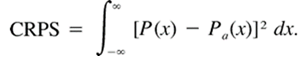 CRPS = ∫_{-∞}^{∞} [P(x) − P_a(x)]² dx.